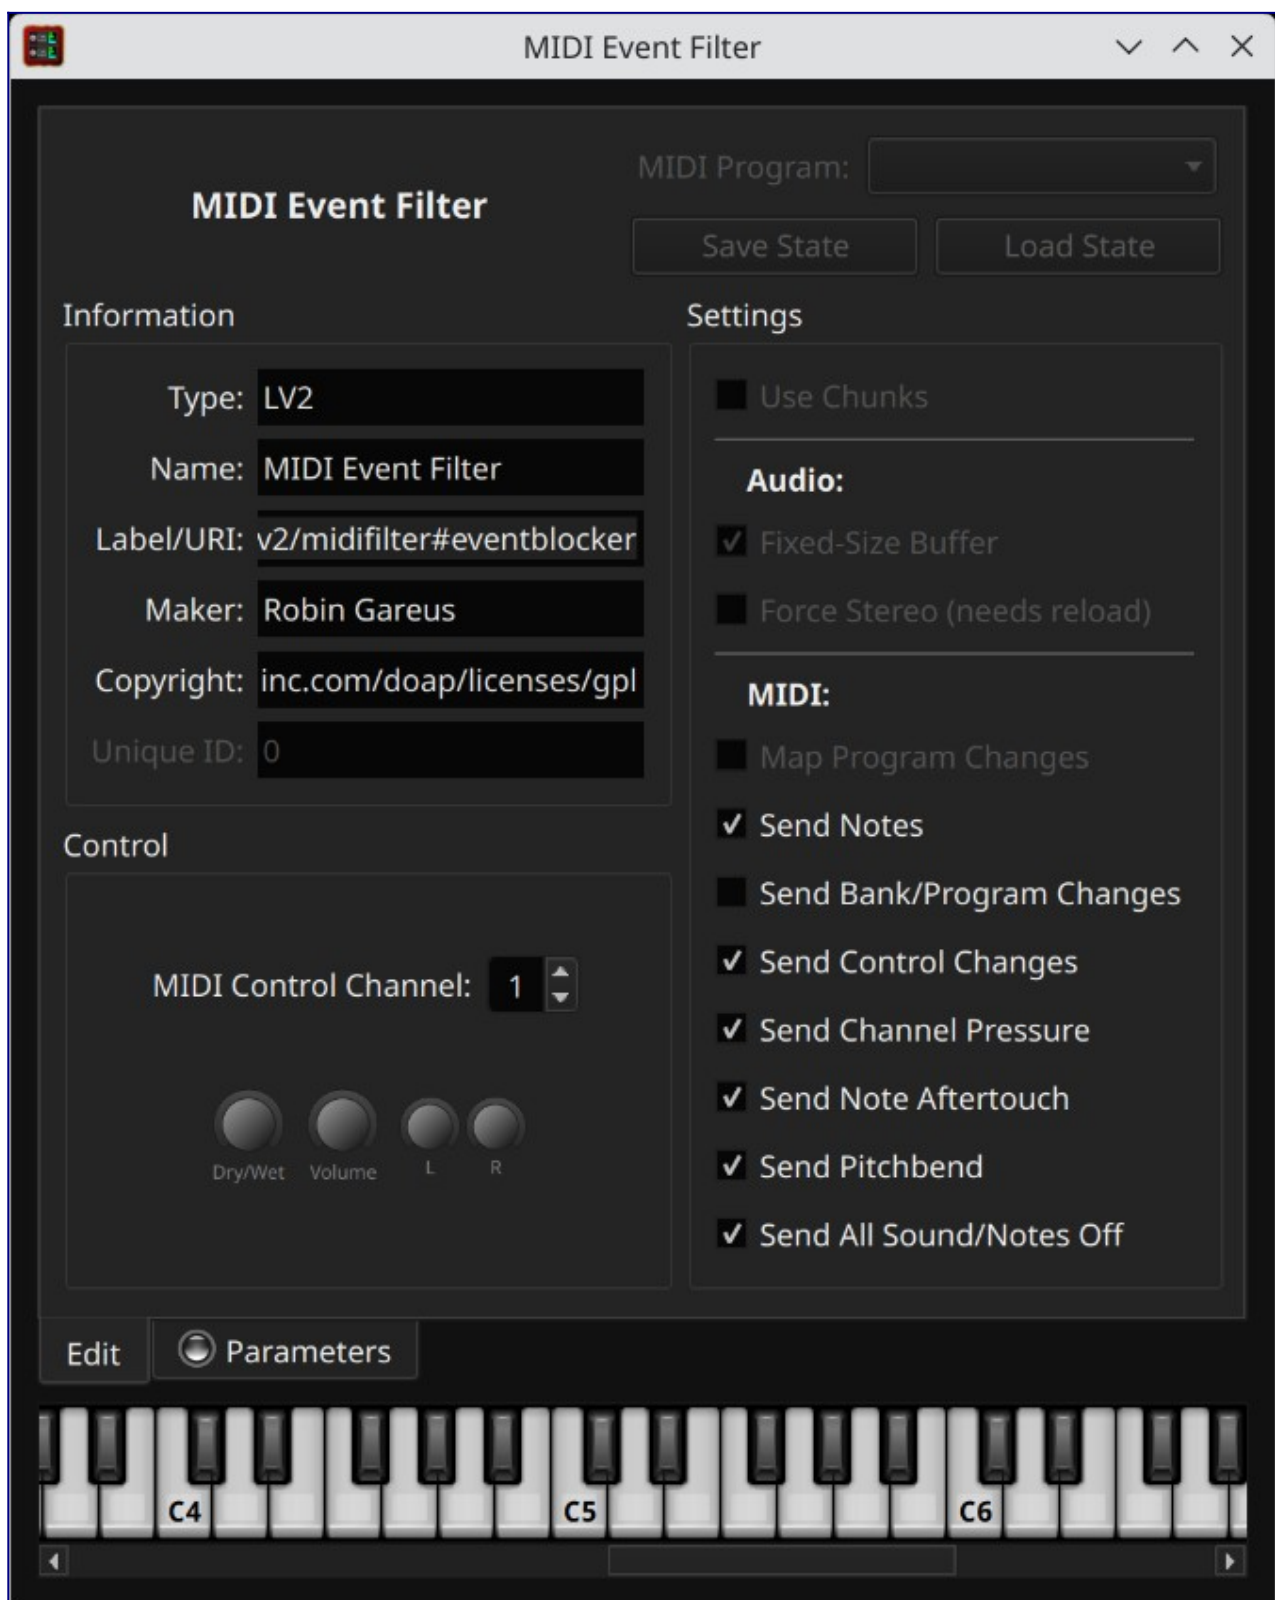 MIDI Event Filter
MIDI Event Filter
MIDI Program:
Save State Load State
Information
Type: LV2
Name: MIDI Event Filter
Label/URI: v2/midifilter#eventblocker
Maker: Robin Gareus
Copyright: inc.com/doap/licenses/gpl
Unique ID: 0
Control
MIDI Control Channel: 1
Dry/Wet Volume L R
Settings
Use Chunks
Audio:
Fixed-Size Buffer
Force Stereo (needs reload)
MIDI:
Map Program Changes
Send Notes
Send Bank/Program Changes
Send Control Changes
Send Channel Pressure
Send Note Aftertouch
Send Pitchbend
Send All Sound/Notes Off
Edit Parameters
C4 C5 C6